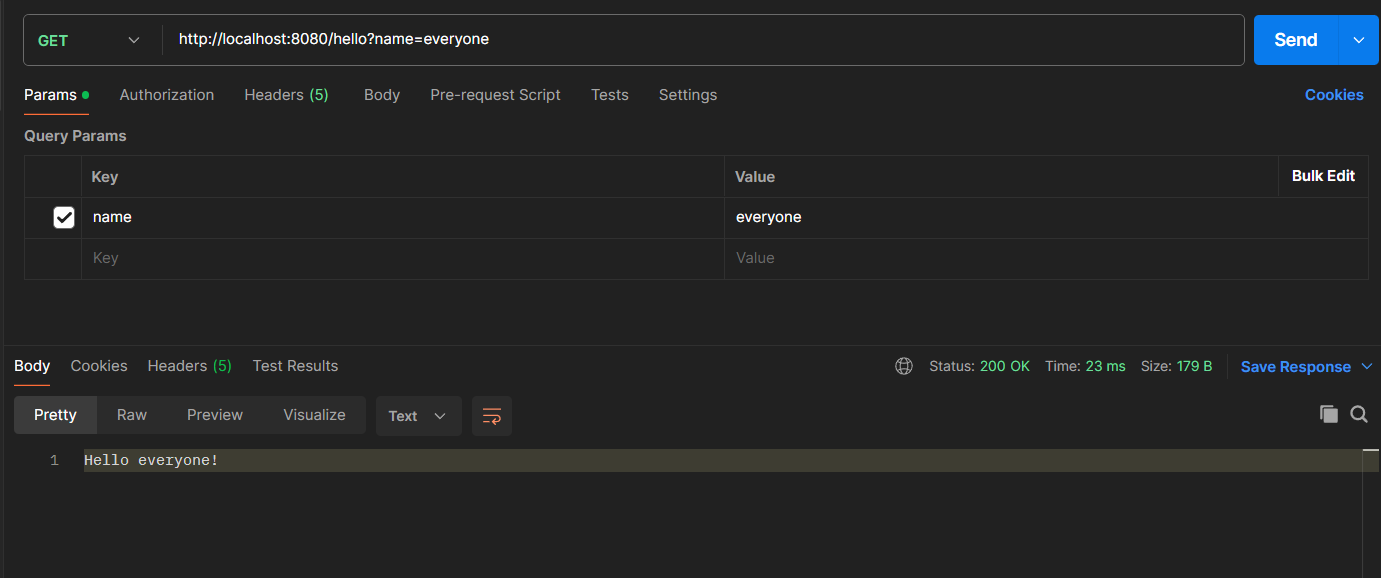 GET http://localhost:8080/hello?name=everyone Send
Params Authorization Headers (5) Body Pre-request Script Tests Settings Cookies
Query Params
Key Value Bulk Edit
name everyone
Key Value
Body Cookies Headers (5) Test Results Status: 200 OK Time: 23 ms Size: 179 B Save Response
Pretty Raw Preview Visualize Text
1 Hello everyone!